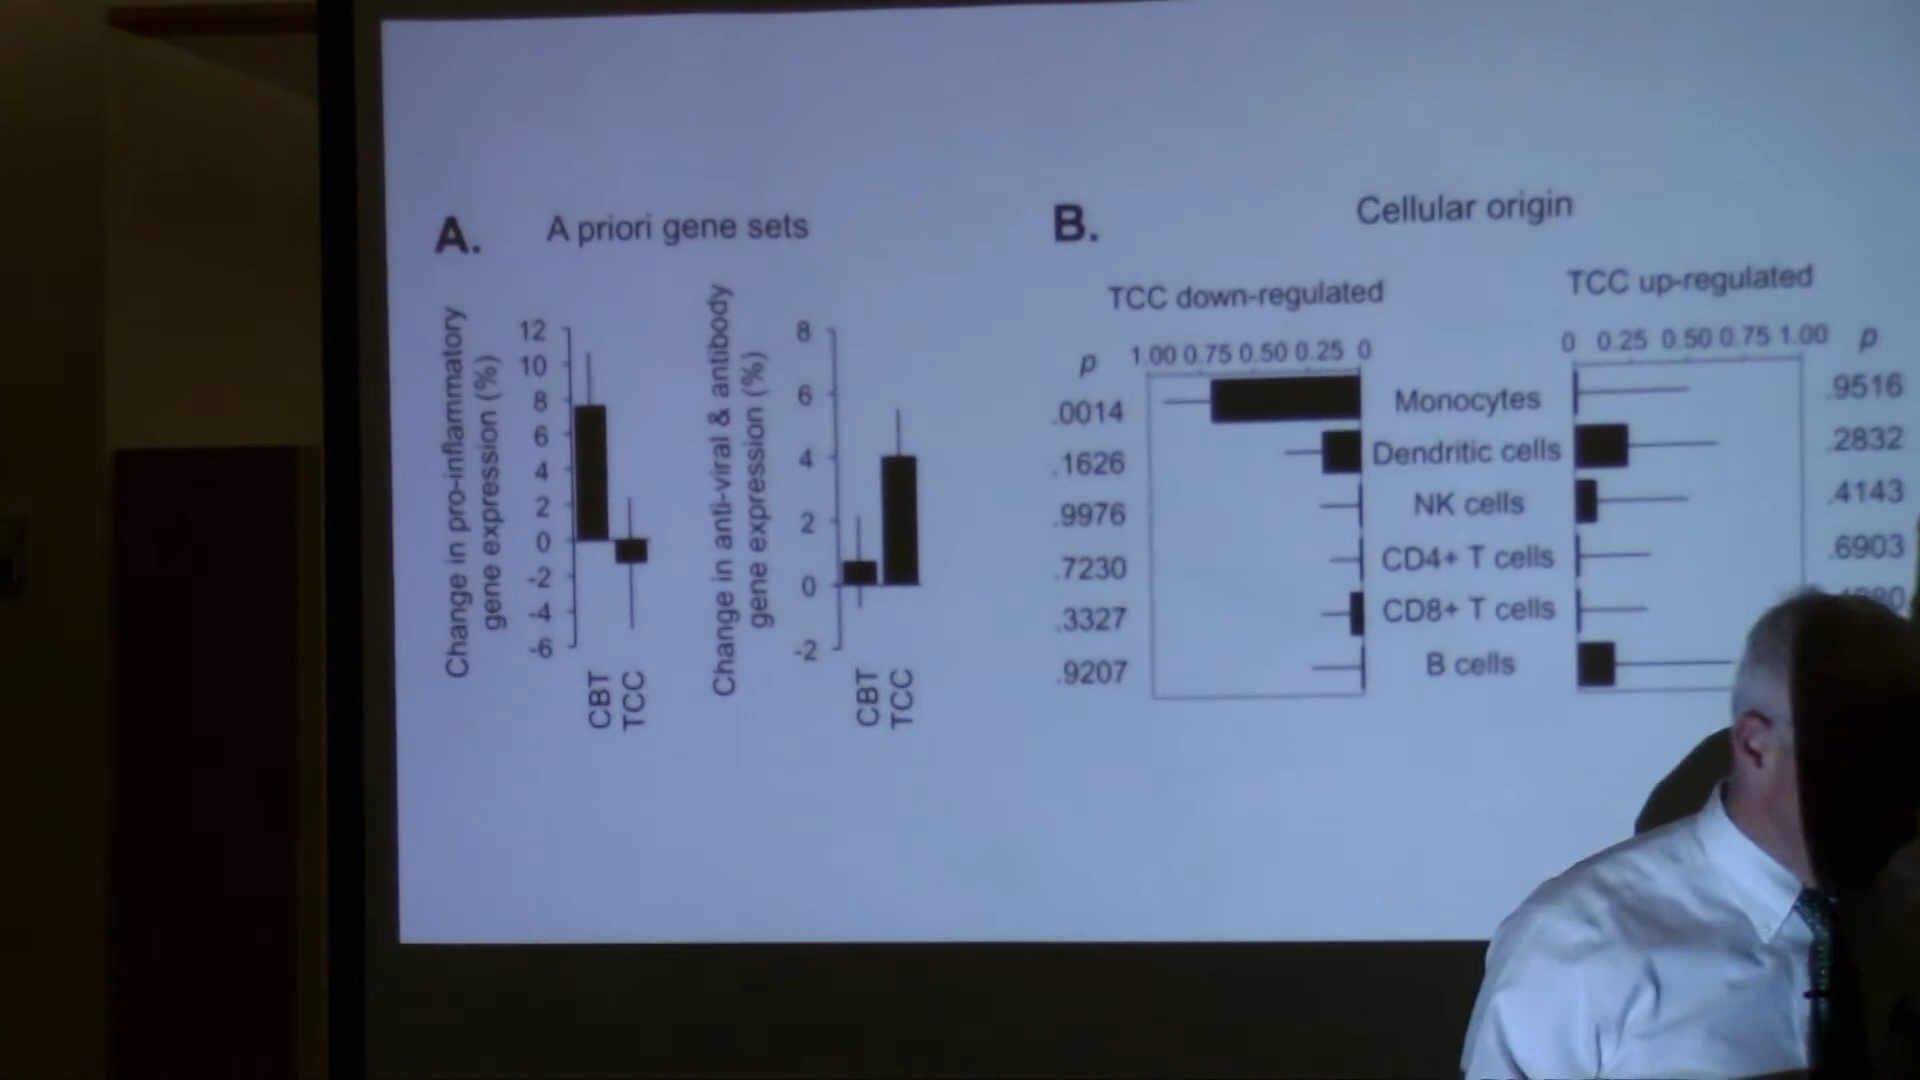 A. A priori gene sets
Change in pro-inflammatory
gene expression (%)
12
10
8
6
4
2
0
-2
-4
-6
CBT
TCC
Change in anti-viral & antibody
gene expression (%)
8
6
4
2
0
-2
CBT
TCC
B. Cellular origin
TCC down-regulated
TCC up-regulated
p 1.00 0.75 0.50 0.25 0
0 0.25 0.50 0.75 1.00 p
.0014 Monocytes .9516
.1626 Dendritic cells .2832
.9976 NK cells .4143
.7230 CD4+ T cells .6903
.3327 CD8+ T cells
.9207 B cells